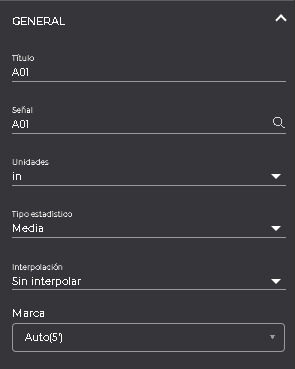 GENERAL
Título
A01
Señal
A01
Unidades
in
Tipo estadístico
Media
Interpolación
Sin interpolar
Marca
Auto(5')